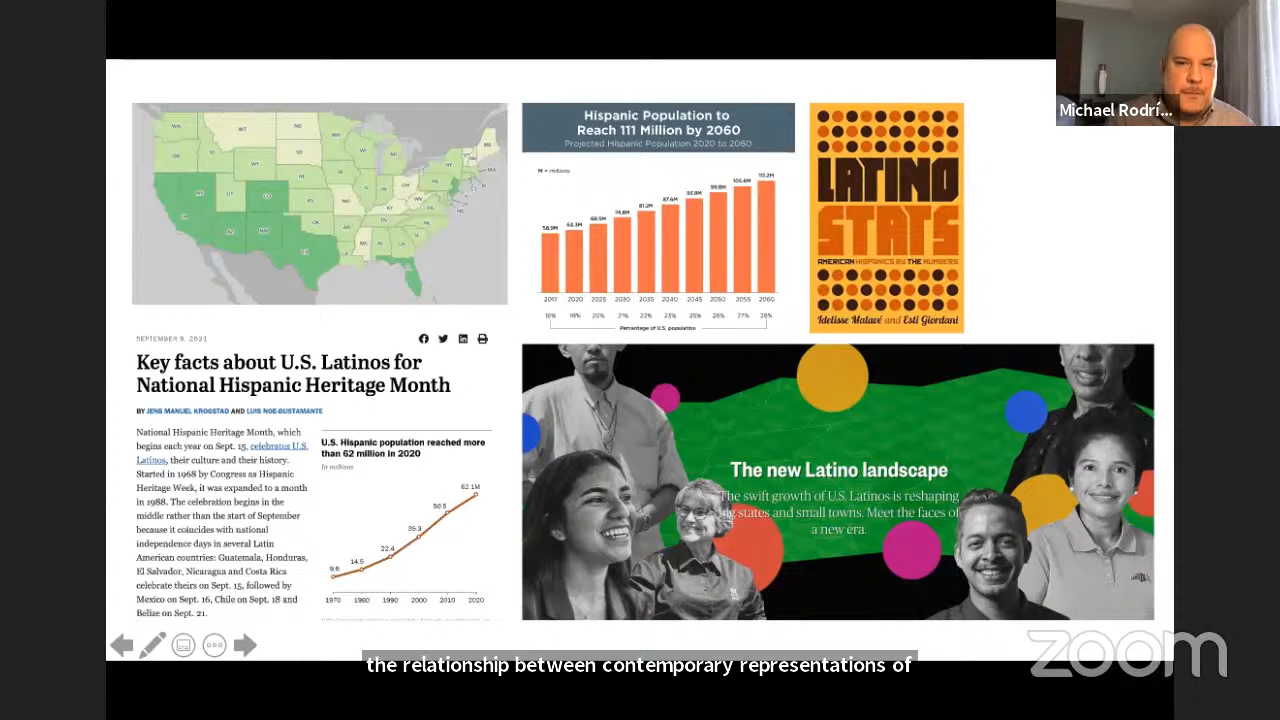 Michael Rodrí...
Hispanic Population to
Reach 111 Million by 2060
Projected Hispanic Population 2020 to 2060
M = millions
58.9M 62.3M 68.5M 74.8M 81.2M 87.6M 93.8M 99.8M 105.6M 111.2M
2017 2020 2025 2030 2035 2040 2045 2050 2055 2060
18% 19% 20% 21% 22% 23% 25% 26% 27% 28%
Percentage of U.S. population
LATINO
STATS
AMERICAN HISPANICS BY THE NUMBERS
Idelisse Malavé and Esti Giordani
WA
MT
ND
OR
SD
WY
NV
UT
CO
AZ
NM
TX
SEPTEMBER 9, 2021
Key facts about U.S. Latinos for
National Hispanic Heritage Month
BY JENS MANUEL KROGSTAD AND LUIS NOE-BUSTAMANTE
National Hispanic Heritage Month, which
begins each year on Sept. 15, celebrates U.S.
Latinos, their culture and their history.
Started in 1968 by Congress as Hispanic
Heritage Week, it was expanded to a month
in 1988. The celebration begins in the
middle rather than the start of September
because it coincides with national
independence days in several Latin
American countries: Guatemala, Honduras,
El Salvador, Nicaragua and Costa Rica
celebrate theirs on Sept. 15, followed by
Mexico on Sept. 16, Chile on Sept. 18 and
Belize on Sept. 21.
U.S. Hispanic population reached more
than 62 million in 2020
In millions
62.1M
50.5
35.3
22.4
14.5
9.6
1970 1980 1990 2000 2010 2020
The new Latino landscape
The swift growth of U.S. Latinos is reshaping
big states and small towns. Meet the faces of
a new era.
the relationship between contemporary representations of
zoom